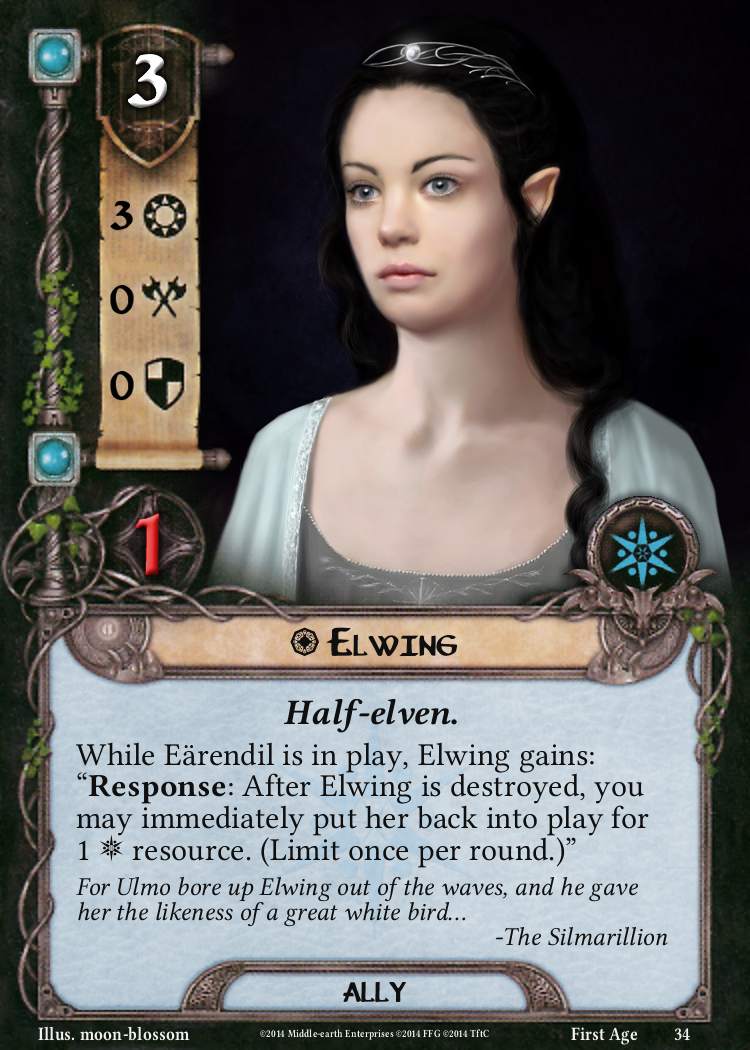 3
3
0
0
1
Elwing
Half-elven.
While Eärendil is in play, Elwing gains:
“Response: After Elwing is destroyed, you
may immediately put her back into play for
1 resource. (Limit once per round.)”
For Ulmo bore up Elwing out of the waves, and he gave
her the likeness of a great white bird...
-The Silmarillion
ALLY
Illus. moon-blossom ©2014 Middle-earth Enterprises ©2014 FFG ©2014 TftC First Age 34